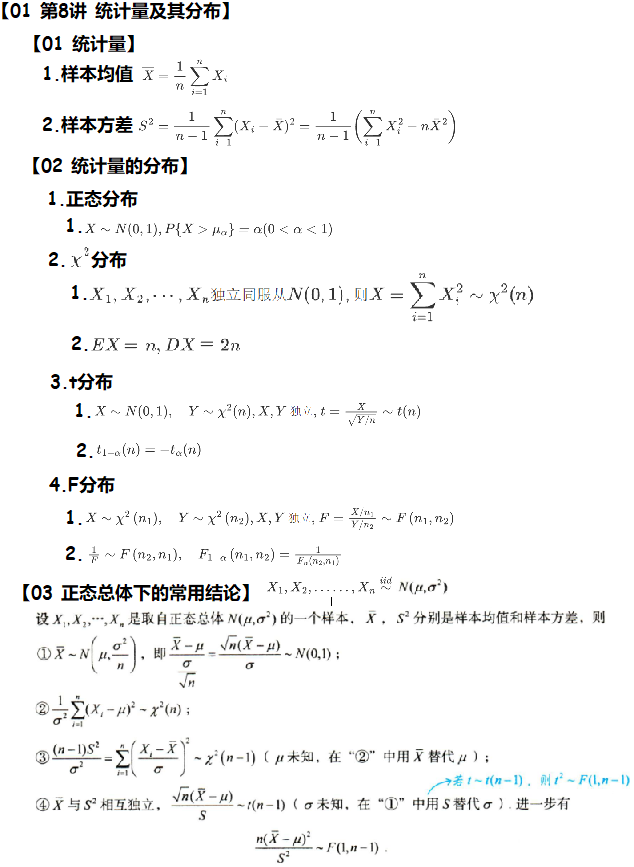 【01 第8讲 统计量及其分布】
【01 统计量】
1.样本均值 $\overline{X} = \frac{1}{n}\sum_{i=1}^{n} X_i$
2.样本方差 $S^2 = \frac{1}{n-1}\sum_{i=1}^{n}(X_i - \bar{X})^2 = \frac{1}{n-1}\left(\sum_{i=1}^{n} X_i^2 - n\bar{X}^2\right)$
【02 统计量的分布】
1.正态分布
1. $X \sim N(0,1), P\{X > \mu_\alpha\} = \alpha(0 < \alpha < 1)$
2. $\chi^2$分布
1. $X_1, X_2, \cdots, X_n$独立同服从$N(0,1)$, 则$X = \sum_{i=1}^{n} X_i^2 \sim \chi^2(n)$
2. $EX = n, DX = 2n$
3.t分布
1. $X \sim N(0,1), \quad Y \sim \chi^2(n), X, Y$ 独立, $t = \frac{X}{\sqrt{Y/n}} \sim t(n)$
2. $t_{1-\alpha}(n) = -t_\alpha(n)$
4.F分布
1. $X \sim \chi^2(n_1), \quad Y \sim \chi^2(n_2), X, Y$ 独立, $F = \frac{X/n_1}{Y/n_2} \sim F(n_1, n_2)$
2. $\frac{1}{F} \sim F(n_2, n_1), \quad F_{1-\alpha}(n_1, n_2) = \frac{1}{F_\alpha(n_2, n_1)}$
【03 正态总体下的常用结论】 $X_1, X_2, \ldots\ldots, X_n \overset{iid}{\sim} N(\mu, \sigma^2)$
设 $X_1, X_2, \cdots, X_n$ 是取自正态总体 $N(\mu, \sigma^2)$ 的一个样本， $\overline{X}$， $S^2$ 分别是样本均值和样本方差，则
① $\overline{X} \sim N\left(\mu, \frac{\sigma^2}{n}\right)$，即 $\frac{\overline{X} - \mu}{\frac{\sigma}{\sqrt{n}}} = \frac{\sqrt{n}(\overline{X} - \mu)}{\sigma} \sim N(0,1)$；
② $\frac{1}{\sigma^2}\sum_{i=1}^{n}(X_i - \mu)^2 \sim \chi^2(n)$；
③ $\frac{(n-1)S^2}{\sigma^2} = \sum_{i=1}^{n}\left(\frac{X_i - \overline{X}}{\sigma}\right)^2 \sim \chi^2(n-1)$（ $\mu$ 未知，在“②”中用 $\overline{X}$ 替代 $\mu$ ）；
若 $t \sim t(n-1)$，则 $t^2 \sim F(1, n-1)$
④ $\overline{X}$ 与 $S^2$ 相互独立， $\frac{\sqrt{n}(\overline{X} - \mu)}{S} \sim t(n-1)$（ $\sigma$ 未知，在“①”中用 $S$ 替代 $\sigma$ ）. 进一步有
$\frac{n(\overline{X} - \mu)^2}{S^2} \sim F(1, n-1)$ .